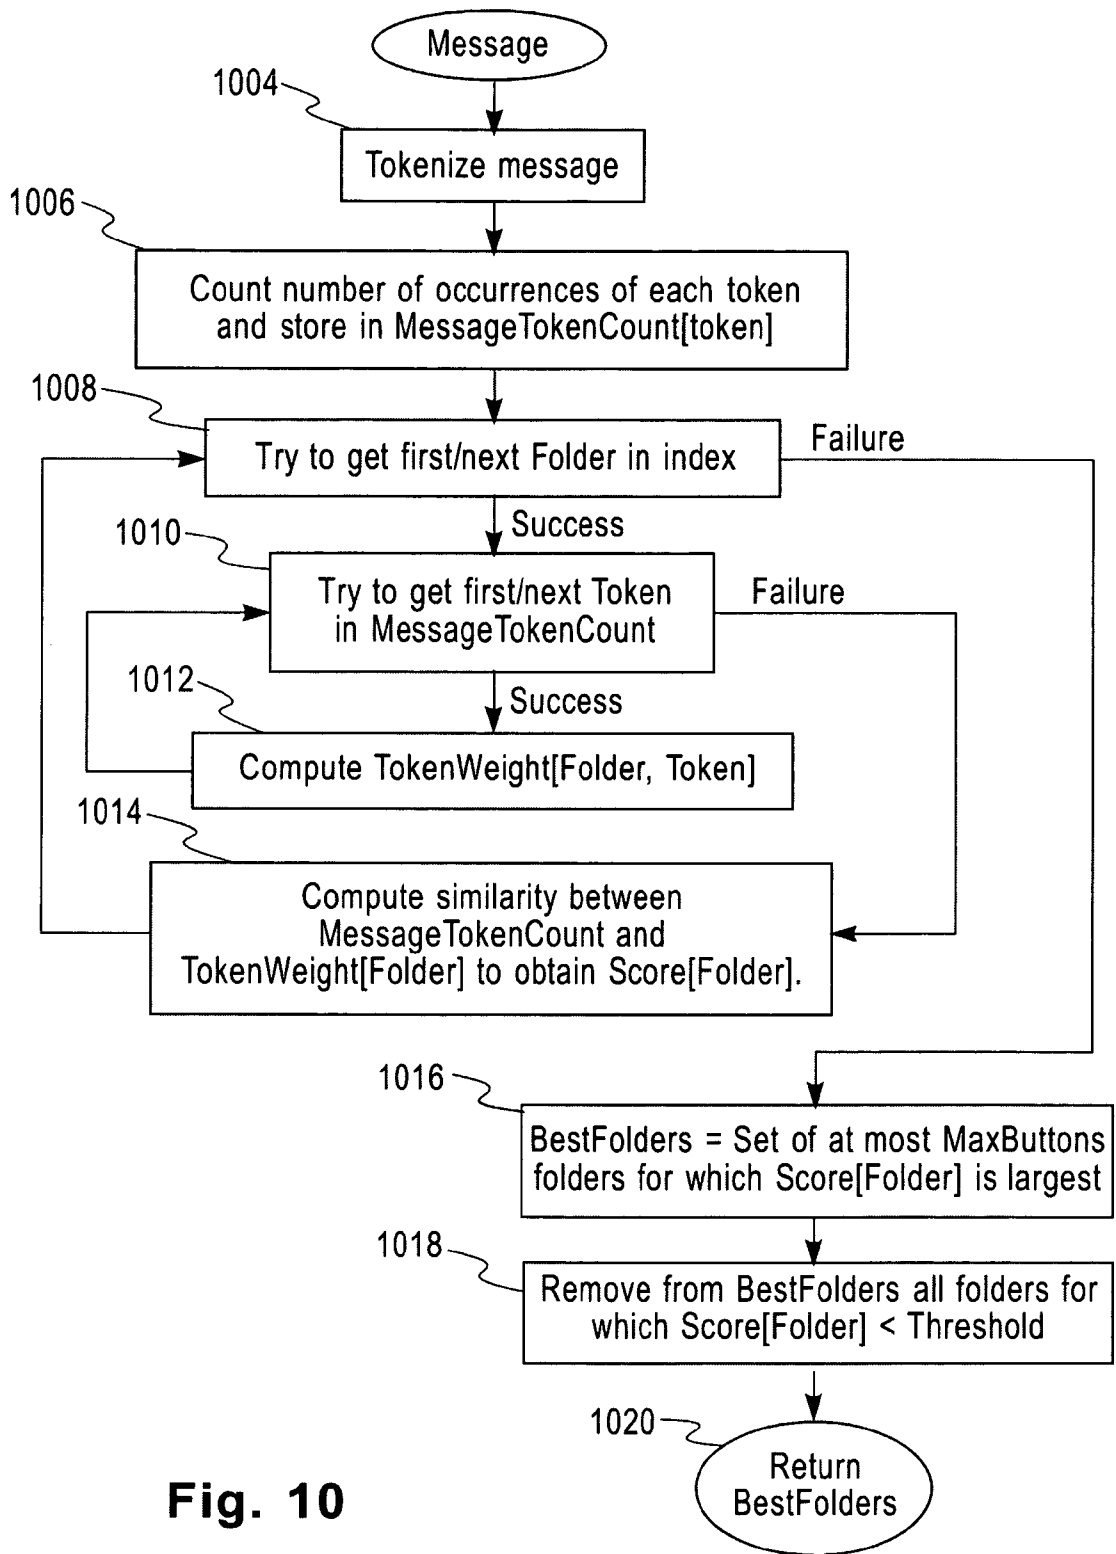 Message
1004
Tokenize message
1006
Count number of occurrences of each token
and store in MessageTokenCount[token]
1008
Try to get first/next Folder in index
Failure
Success
1010
Try to get first/next Token
in MessageTokenCount
Failure
Success
1012
Compute TokenWeight[Folder, Token]
1014
Compute similarity between
MessageTokenCount and
TokenWeight[Folder] to obtain Score[Folder].
1016
BestFolders = Set of at most MaxButtons
folders for which Score[Folder] is largest
1018
Remove from BestFolders all folders for
which Score[Folder] < Threshold
1020
Return
BestFolders
Fig. 10